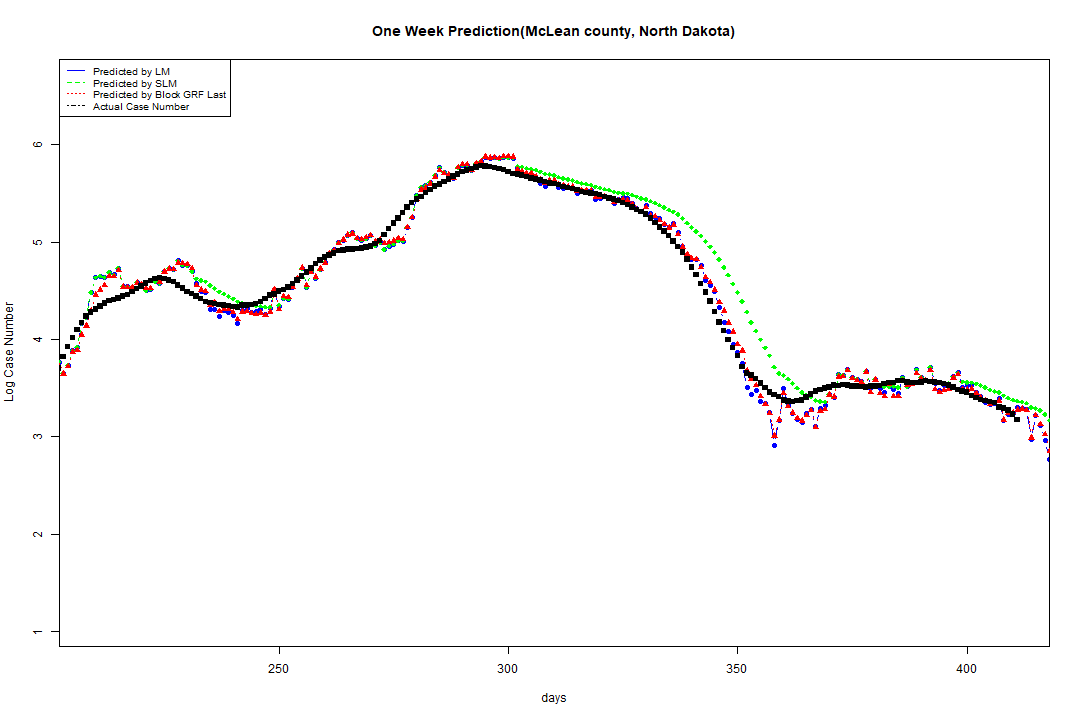 One Week Prediction(McLean county, North Dakota)
Predicted by LM
Predicted by SLM
Predicted by Block GRF Last
Actual Case Number
6
5
4
3
2
1
Log Case Number
250 300 350 400
days